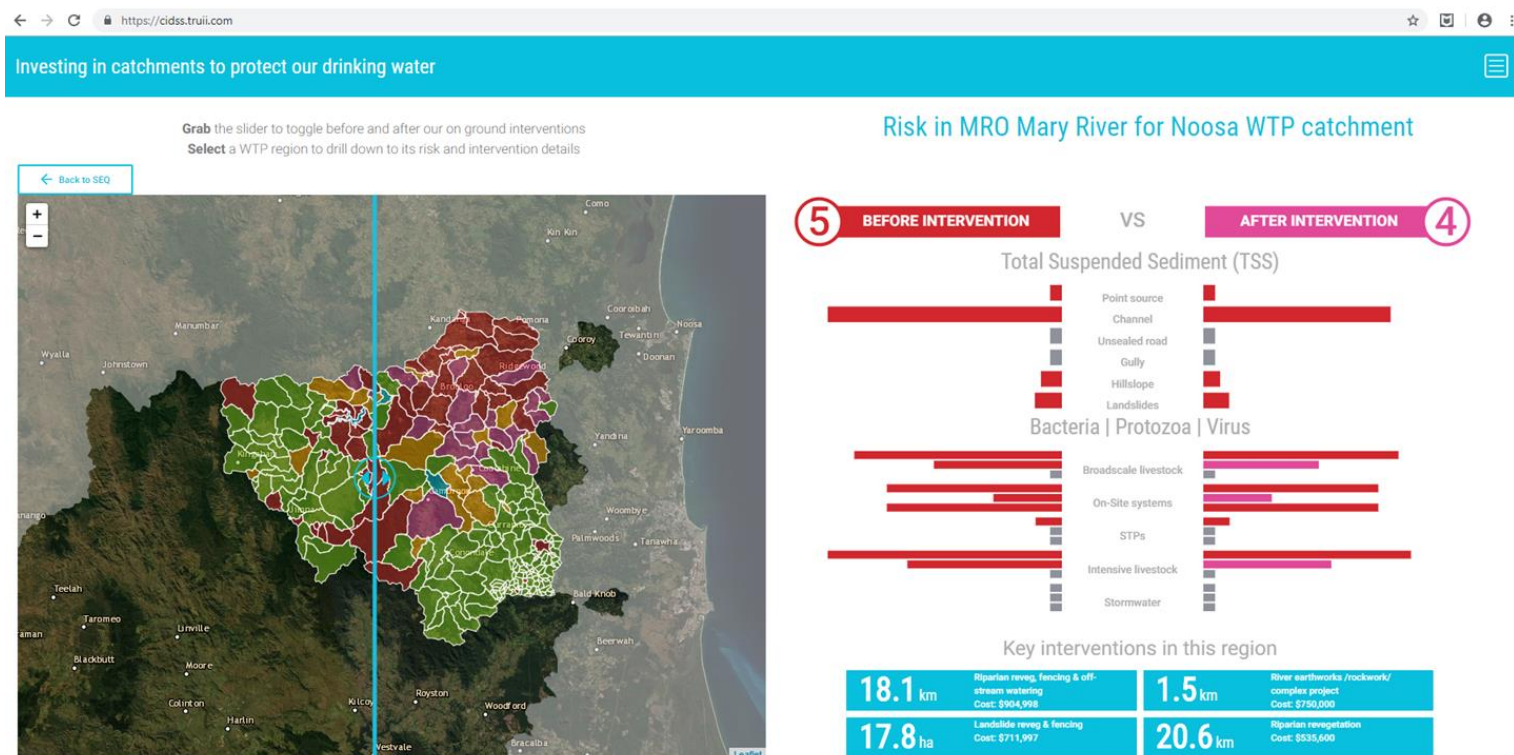 https://cidss.truii.com
Investing in catchments to protect our drinking water
Grab the slider to toggle before and after our on ground interventions
Select a WTP region to drill down to its risk and intervention details
← Back to SEQ
+
−
Como
Kin Kin
Manumbar
Pomona
Cooroibah
Noosa
Tewantin
Cooroy
Doonan
Wyalla
Johnstown
Ridgewood
Yandina
Yaroomba
Woombye
Palmwoods
Tanawha
Conondale
Teelah
Bald Knob
Taromeo
Linville
Beerwah
Blackbutt
Moore
Colinton
Royston
Kilcoy
Woodford
Harlin
Westvale
Bracalba
Leaflet
Risk in MRO Mary River for Noosa WTP catchment
5 BEFORE INTERVENTION VS AFTER INTERVENTION 4
Total Suspended Sediment (TSS)
Point source
Channel
Unsealed road
Gully
Hillslope
Landslides
Bacteria | Protozoa | Virus
Broadscale livestock
On-Site systems
STPs
Intensive livestock
Stormwater
Key interventions in this region
18.1 km
Riparian reveg, fencing & off-
stream watering
Cost: $904,998
1.5 km
River earthworks /rockwork/
complex project
Cost: $750,000
17.8 ha
Landslide reveg & fencing
Cost: $711,997
20.6 km
Riparian revegetation
Cost: $535,600